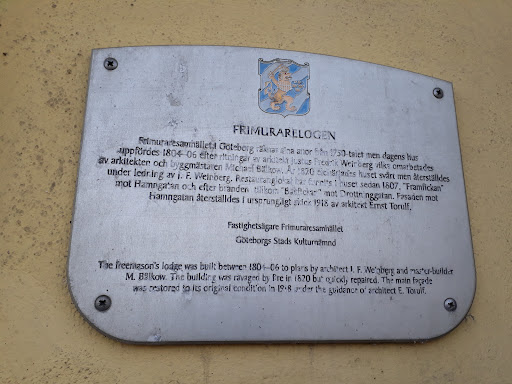 FRIMURARELOGEN
Frimuraresamhället i Göteborg räknar sina anor från 1750-talet men dagens hus
uppfördes 1804-06 efter ritningar av arkitekt Justus Fredrik Weinberg vilka omarbetades
av arkitekten och byggmästaren Michael Bälkow. År 1820 eldhärjades huset svårt men återställdes
under ledning av J. F. Weinberg. Restauranglokal har funnits i huset sedan 1807. "Framfickan"
mot Hamngatan och efter branden tillkom "Bakfickan" mot Drottninggatan. Fasaden mot
Hamngatan återställdes i ursprungligt skick 1918 av arkitekt Ernst Torulf.
Fastighetsägare Frimuraresamhället
Göteborgs Stads Kulturnämnd
The freemason's lodge was built between 1804-06 to plans by architect J. F. Weinberg and master-builder
M. Bälkow. The building was ravaged by fire in 1820 but quickly repaired. The main façade
was restored to its original condition in 1918 under the guidance of architect E. Torulf.